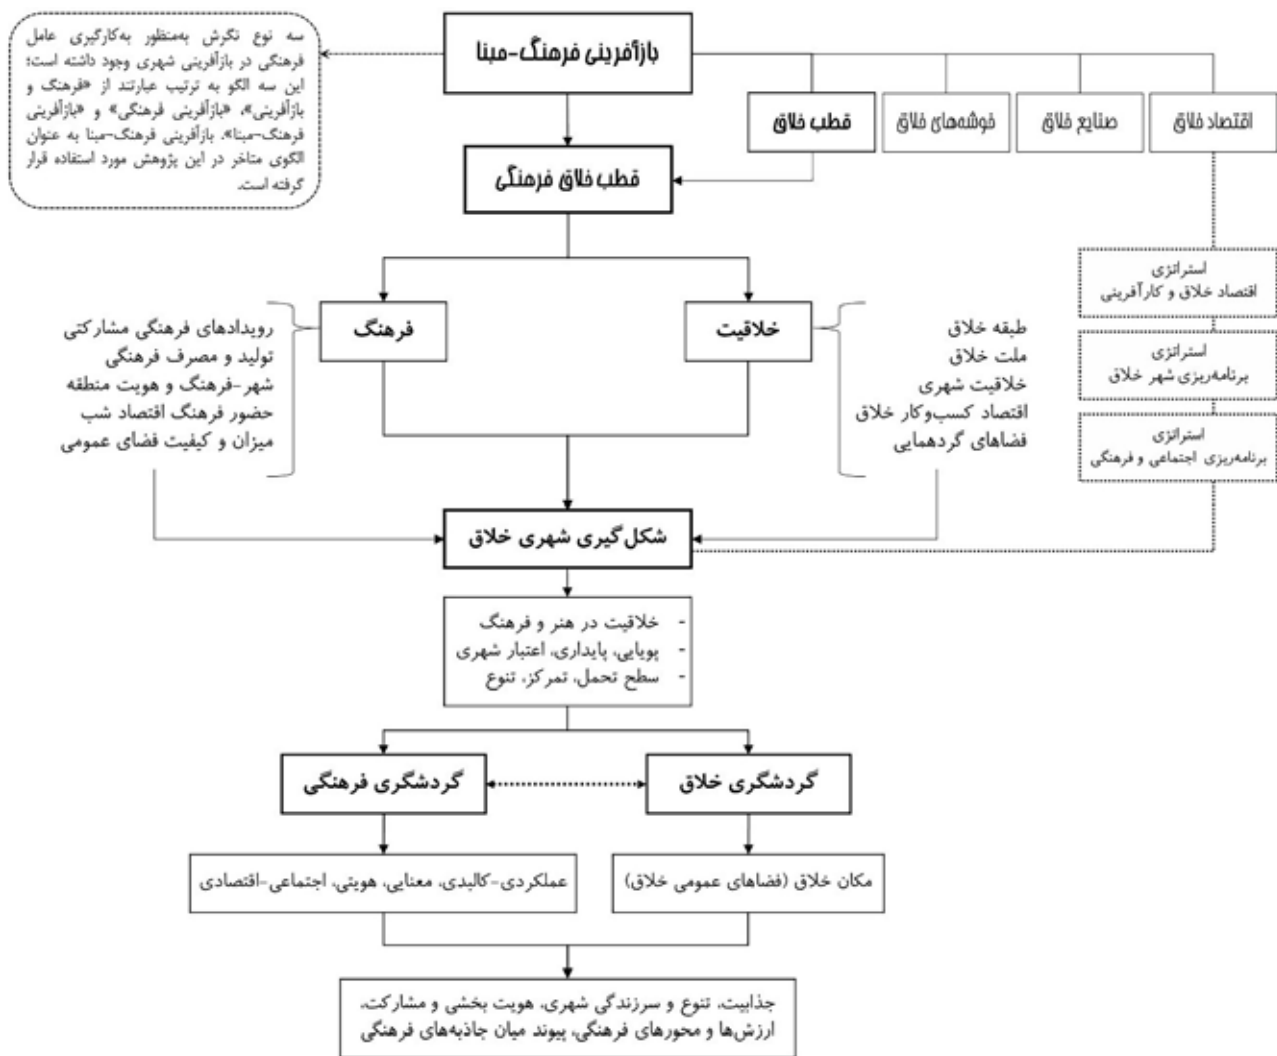 بازآفرینی فرهنگ-مبنا
سه نوع نگرش به‌منظور به‌کارگیری عامل
فرهنگی در بازآفرینی شهری وجود داشته است؛
این سه الگو به ترتیب عبارتند از «فرهنگ و
بازآفرینی»، «بازآفرینی فرهنگی» و «بازآفرینی
فرهنگ-مبنا». بازآفرینی فرهنگ-مبنا به عنوان
الگوی متاخر در این پژوهش مورد استفاده قرار
گرفته است.
اقتصاد خلاق
صنایع خلاق
خوشه‌های خلاق
قطب خلاق
قطب خلاق فرهنگی
استراتژی
اقتصاد خلاق و کارآفرینی
استراتژی
برنامه‌ریزی شهر خلاق
استراتژی
برنامه‌ریزی اجتماعی و فرهنگی
خلاقیت
طبقه خلاق
ملت خلاق
خلاقیت شهری
اقتصاد کسب‌وکار خلاق
فضاهای گردهمایی
فرهنگ
رویدادهای فرهنگی مشارکتی
تولید و مصرف فرهنگی
شهر-فرهنگ و هویت منطقه
حضور فرهنگ اقتصاد شب
میزان و کیفیت فضای عمومی
شکل‌گیری شهری خلاق
- خلاقیت در هنر و فرهنگ
- پویایی، پایداری، اعتبار شهری
- سطح تحمل، تمرکز، تنوع
گردشگری خلاق
گردشگری فرهنگی
مکان خلاق (فضاهای عمومی خلاق)
عملکردی-کالبدی، معنایی، هویتی، اجتماعی-اقتصادی
جذابیت، تنوع و سرزندگی شهری، هویت بخشی و مشارکت،
ارزش‌ها و محورهای فرهنگی، پیوند میان جاذبه‌های فرهنگی